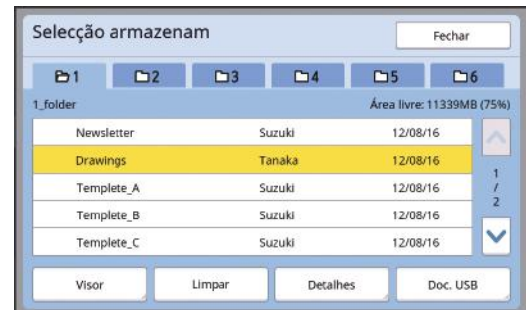 Selecção armazenam
Fechar
1 2 3 4 5 6
1_folder Área livre: 11339MB (75%)
Newsletter Suzuki 12/08/16
Drawings Tanaka 12/08/16
Templete_A Suzuki 12/08/16
Templete_B Suzuki 12/08/16
Templete_C Suzuki 12/08/16
1
/
2
Visor Limpar Detalhes Doc. USB